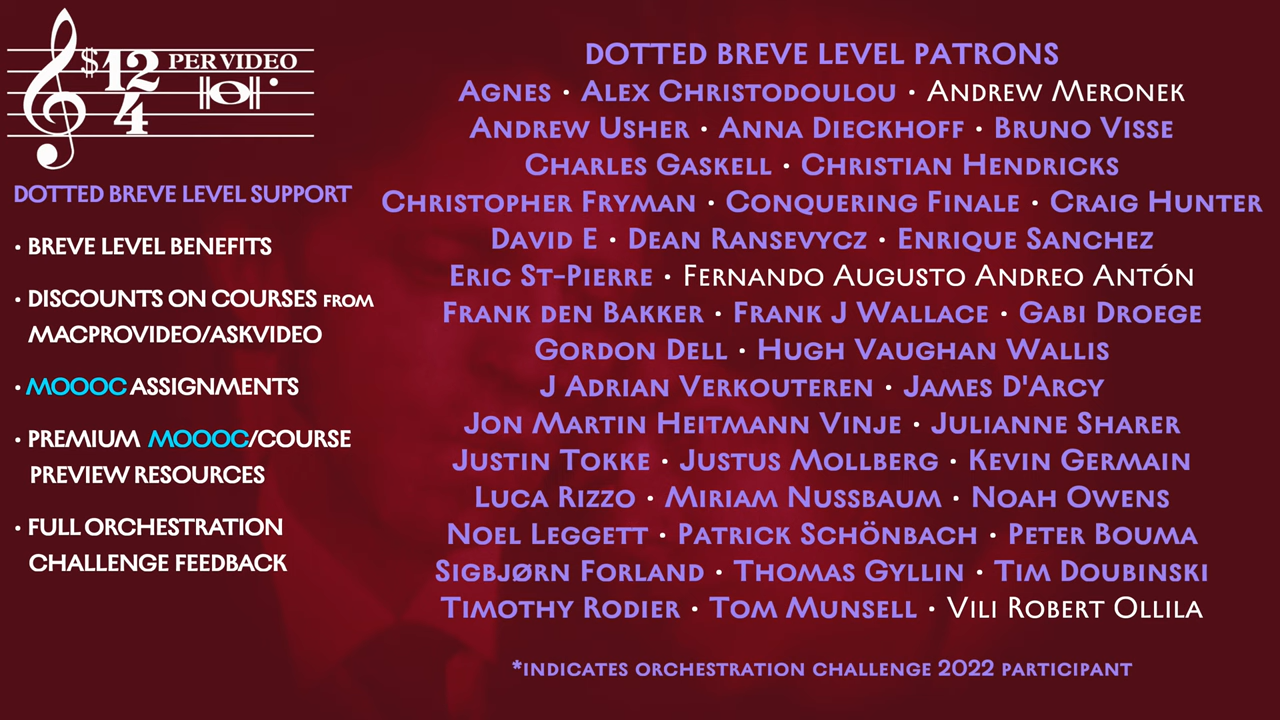 $12
4
PER VIDEO
DOTTED BREVE LEVEL SUPPORT
• BREVE LEVEL BENEFITS
• DISCOUNTS ON COURSES FROM
MACPROVIDEO/ASKVIDEO
• MOOOC ASSIGNMENTS
• PREMIUM MOOOC/COURSE
PREVIEW RESOURCES
• FULL ORCHESTRATION
CHALLENGE FEEDBACK
DOTTED BREVE LEVEL PATRONS
AGNES • ALEX CHRISTODOULOU • ANDREW MERONEK
ANDREW USHER • ANNA DIECKHOFF • BRUNO VISSE
CHARLES GASKELL • CHRISTIAN HENDRICKS
CHRISTOPHER FRYMAN • CONQUERING FINALE • CRAIG HUNTER
DAVID E • DEAN RANSEVYCZ • ENRIQUE SANCHEZ
ERIC ST-PIERRE • FERNANDO AUGUSTO ANDREO ANTÓN
FRANK DEN BAKKER • FRANK J WALLACE • GABI DROEGE
GORDON DELL • HUGH VAUGHAN WALLIS
J ADRIAN VERKOUTEREN • JAMES D'ARCY
JON MARTIN HEITMANN VINJE • JULIANNE SHARER
JUSTIN TOKKE • JUSTUS MOLLBERG • KEVIN GERMAIN
LUCA RIZZO • MIRIAM NUSSBAUM • NOAH OWENS
NOEL LEGGETT • PATRICK SCHÖNBACH • PETER BOUMA
SIGBJØRN FORLAND • THOMAS GYLLIN • TIM DOUBINSKI
TIMOTHY RODIER • TOM MUNSELL • VILI ROBERT OLLILA
*INDICATES ORCHESTRATION CHALLENGE 2022 PARTICIPANT